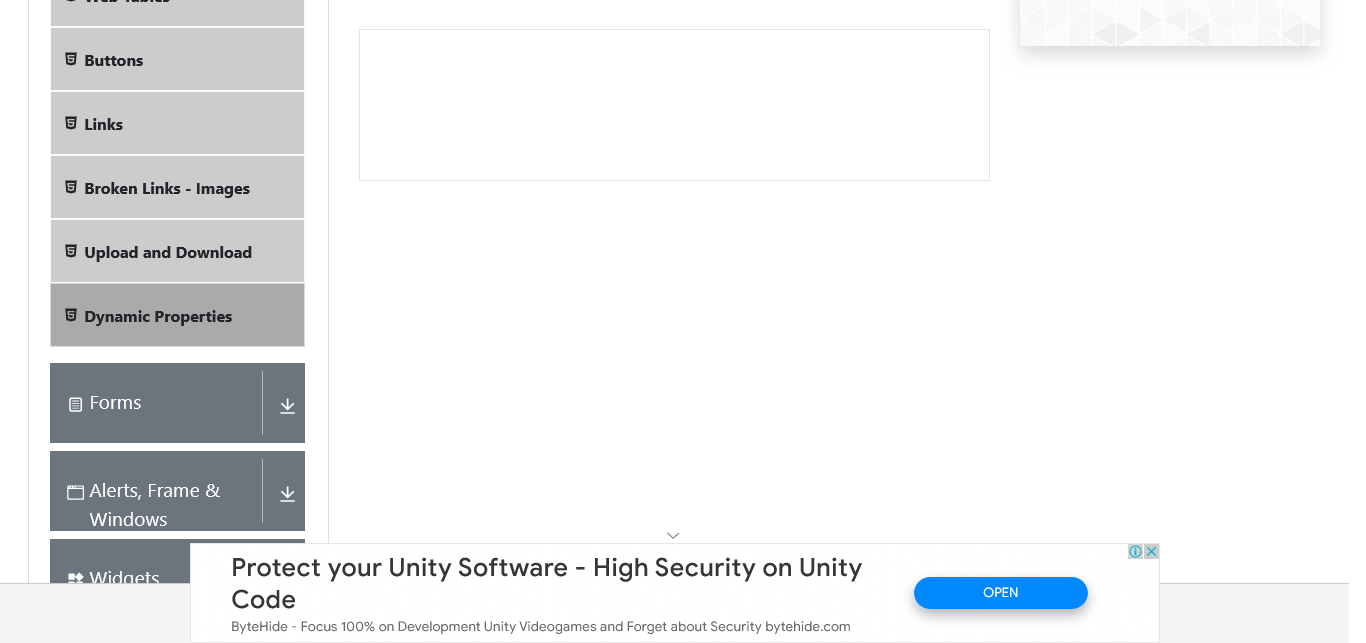 Web Tables
Buttons
Links
Broken Links - Images
Upload and Download
Dynamic Properties
Forms
Alerts, Frame &
Windows
Widgets
Protect your Unity Software - High Security on Unity
Code
OPEN
ByteHide - Focus 100% on Development Unity Videogames and Forget about Security bytehide.com